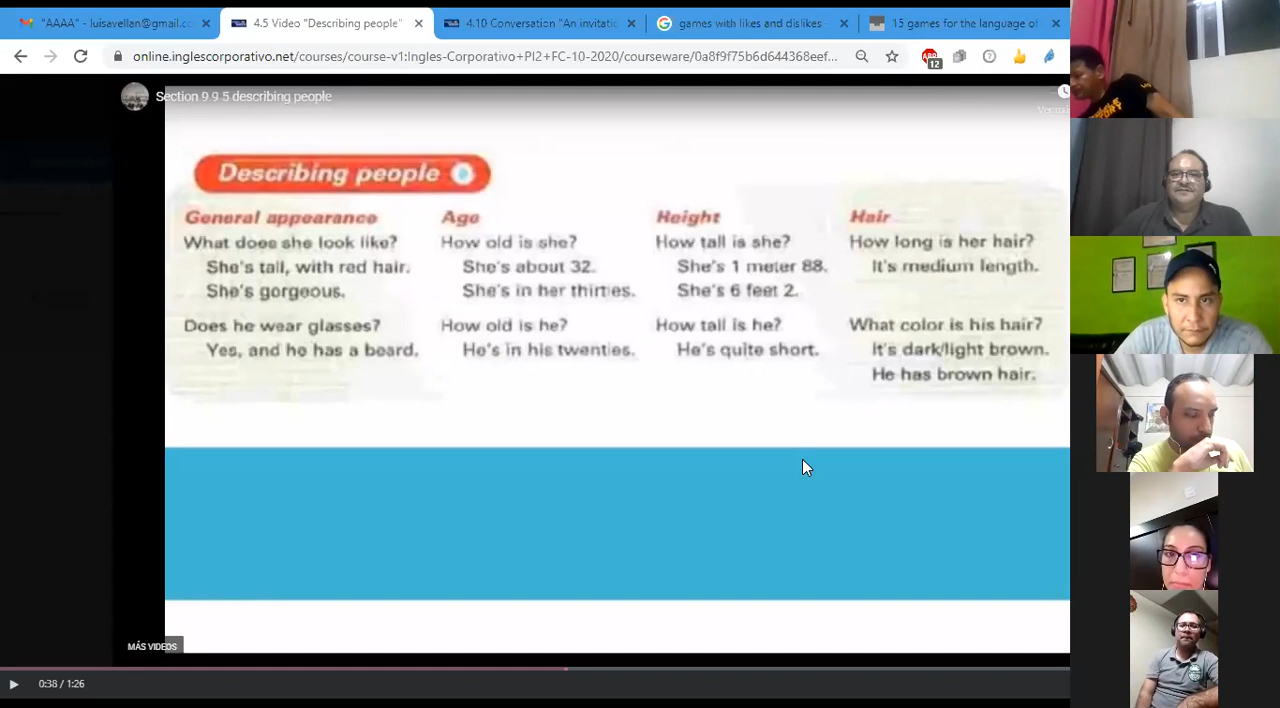 "AAAA" - luisavellan@gmail.c
4.5 Video "Describing people"
4.10 Conversation "An invitatio
games with likes and dislikes
15 games for the language of
online.inglescorporativo.net/courses/course-v1:Ingles-Corporativo+PI2+FC-10-2020/courseware/0a8f9f75b6d644368eef...
12
Section 9 9 5 describing people
Describing people
General appearance
What does she look like?
She's tall, with red hair.
She's gorgeous.
Does he wear glasses?
Yes, and he has a beard.
Age
How old is she?
She's about 32.
She's in her thirties.
How old is he?
He's in his twenties.
Height
How tall is she?
She's 1 meter 88.
She's 6 feet 2.
How tall is he?
He's quite short.
Hair
How long is her hair?
It's medium length.
What color is his hair?
It's dark/light brown.
He has brown hair.
MÁS VIDEOS
0:38 / 1:26